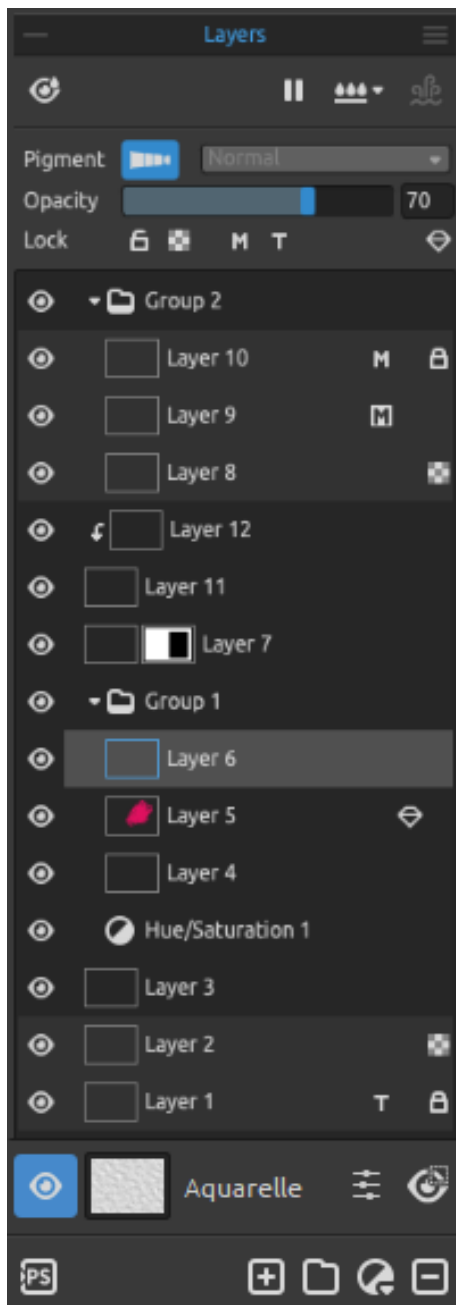 Layers
Pigment Normal
Opacity 70
Lock M T
Group 2
Layer 10 M
Layer 9 M
Layer 8
Layer 12
Layer 11
Layer 7
Group 1
Layer 6
Layer 5
Layer 4
Hue/Saturation 1
Layer 3
Layer 2
Layer 1 T
Aquarelle
PS